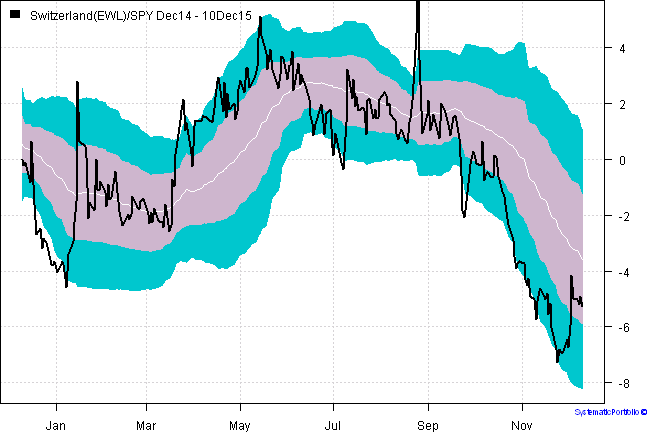 Switzerland(EWL)/SPY Dec14 - 10Dec15
4
2
0
-2
-4
-6
-8
Jan Mar May Jul Sep Nov
SystematicPortfolio ©